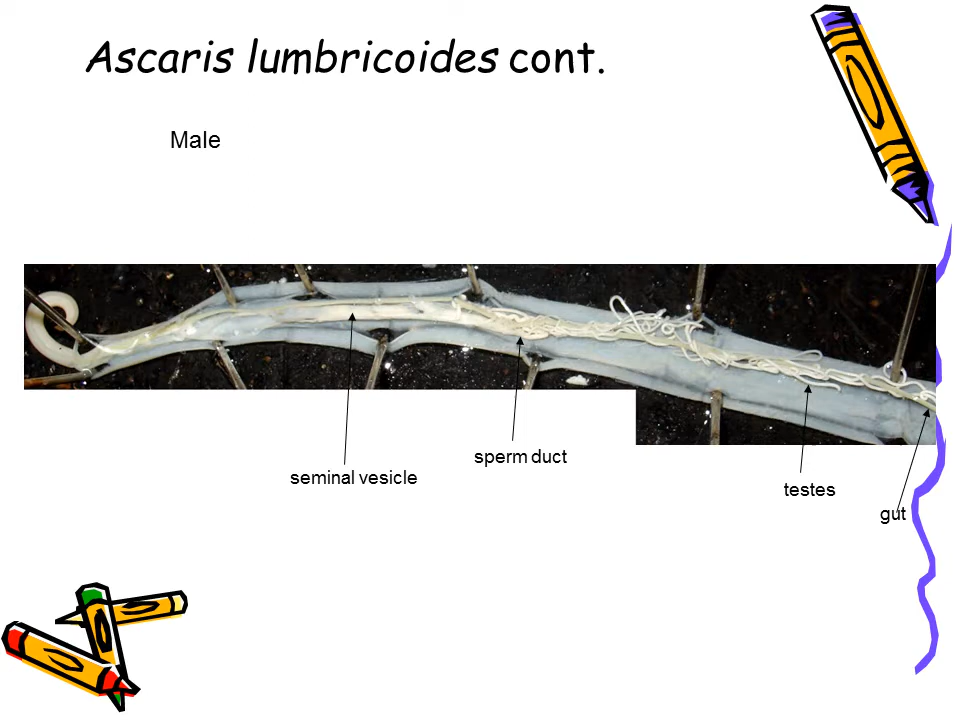 Ascaris lumbricoides cont.
Male
seminal vesicle
sperm duct
testes
gut